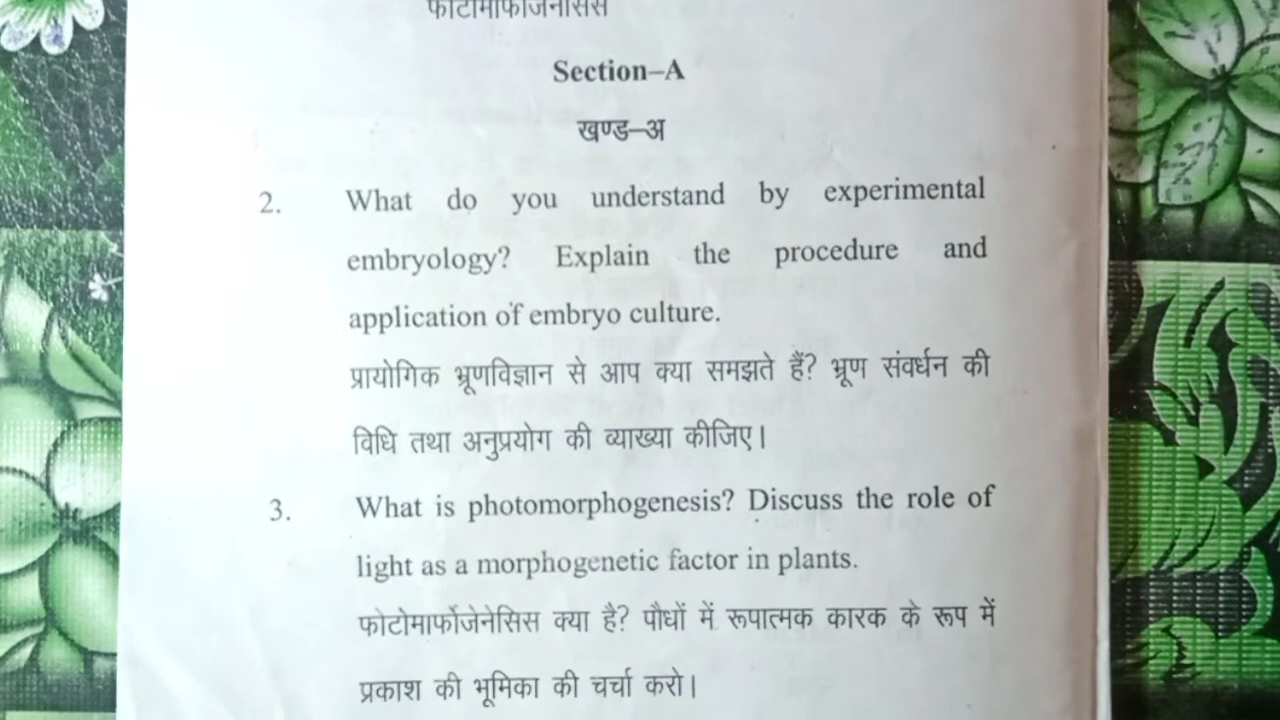 फोटोमार्फोजेनेसिस
Section–A
खण्ड–अ
2. What do you understand by experimental
embryology? Explain the procedure and
application of embryo culture.
प्रायोगिक भ्रूणविज्ञान से आप क्या समझते हैं? भ्रूण संवर्धन की
विधि तथा अनुप्रयोग की व्याख्या कीजिए।
3. What is photomorphogenesis? Discuss the role of
light as a morphogenetic factor in plants.
फोटोमार्फोजेनेसिस क्या है? पौधों में रूपात्मक कारक के रूप में
प्रकाश की भूमिका की चर्चा करो।